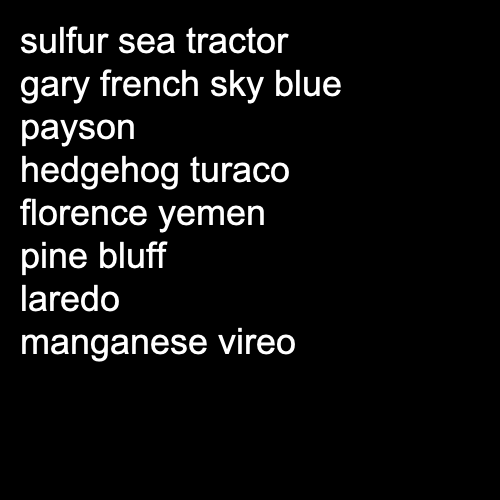 sulfur sea tractor
gary french sky blue
payson
hedgehog turaco
florence yemen
pine bluff
laredo
manganese vireo